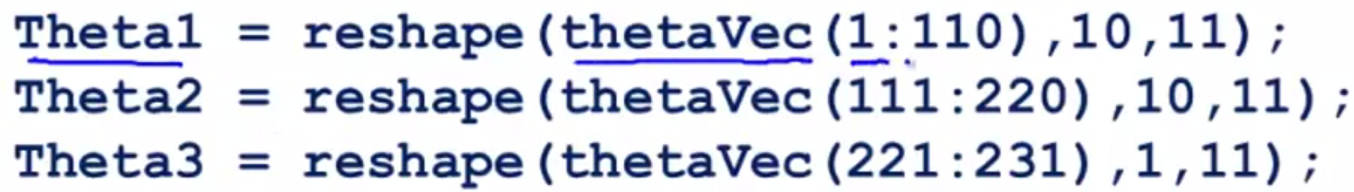 Theta1 = reshape(thetaVec(1:110),10,11);
Theta2 = reshape(thetaVec(111:220),10,11);
Theta3 = reshape(thetaVec(221:231),1,11);